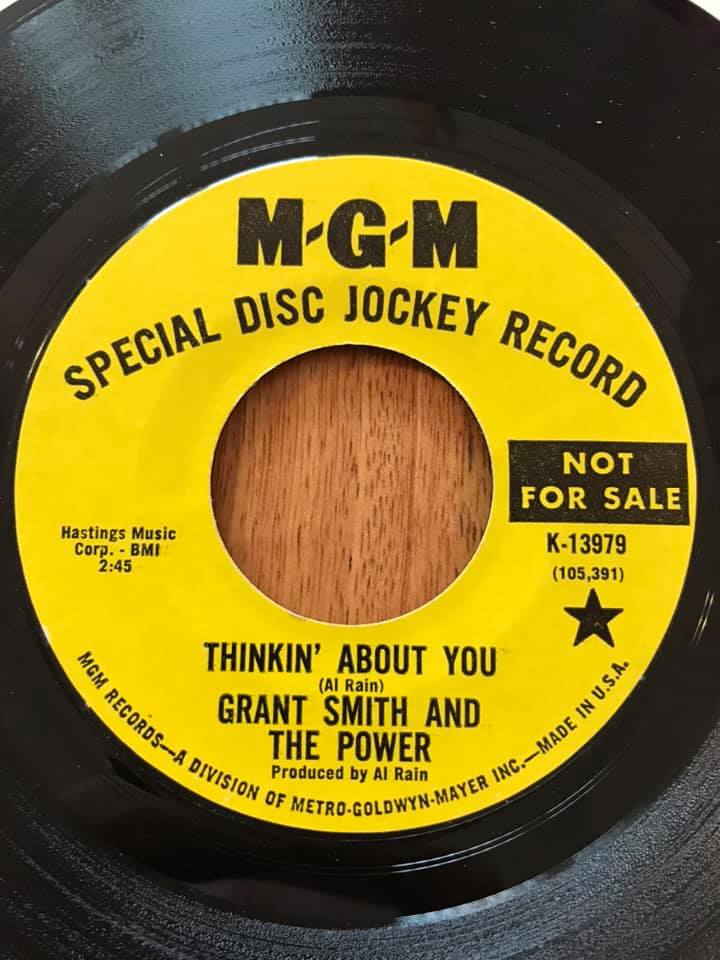 M-G-M
SPECIAL DISC JOCKEY RECORD
NOT
FOR SALE
K-13979
(105,391)
Hastings Music
Corp. - BMI
2:45
THINKIN' ABOUT YOU
(Al Rain)
GRANT SMITH AND
THE POWER
Produced by Al Rain
MGM RECORDS—A DIVISION OF METRO-GOLDWYN-MAYER INC.—MADE IN U.S.A.